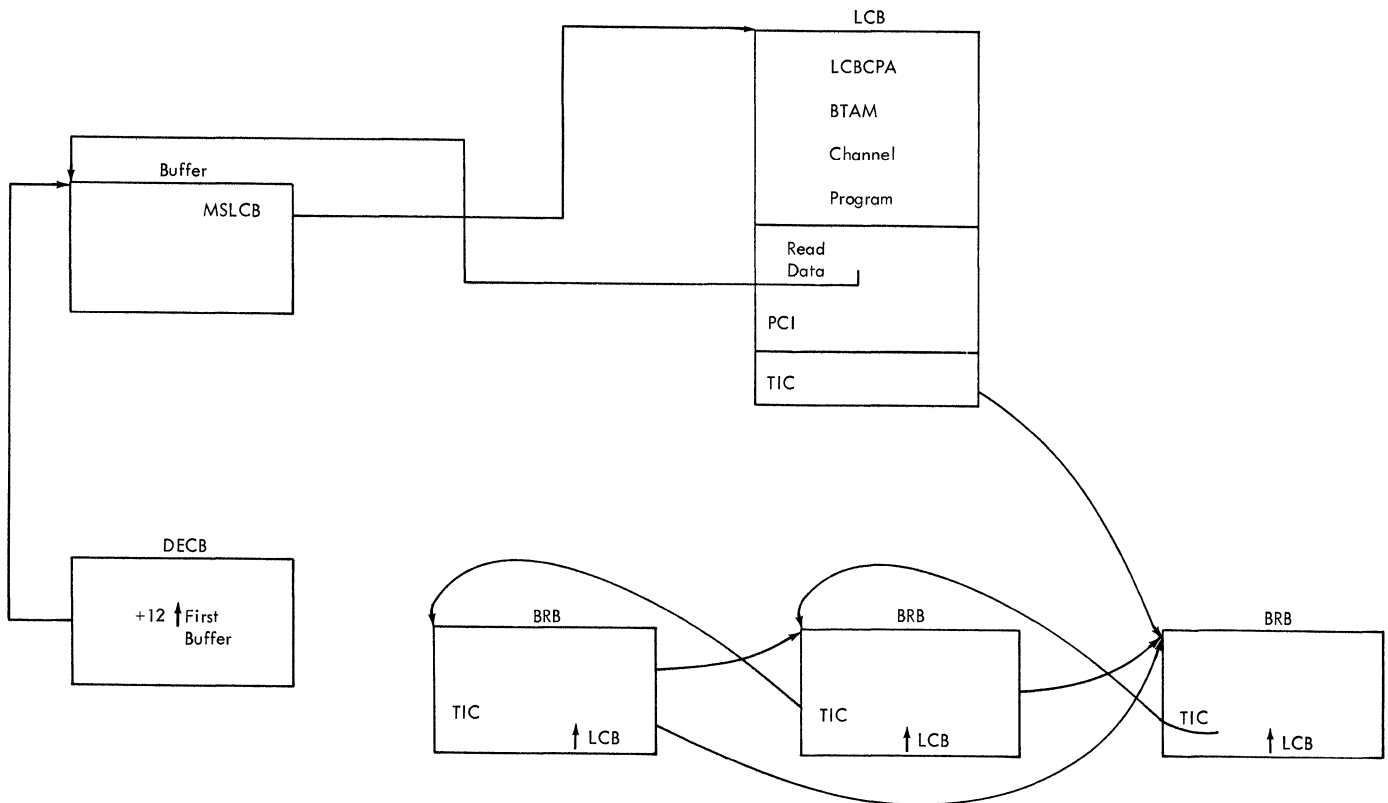 LCB
LCBCPA
BTAM
Channel
Program
Buffer
MSLCB
Read
Data
PCI
TIC
DECB
+12 ↑ First
Buffer
BRB
TIC
↑ LCB
BRB
TIC
↑ LCB
BRB
TIC
↑ LCB